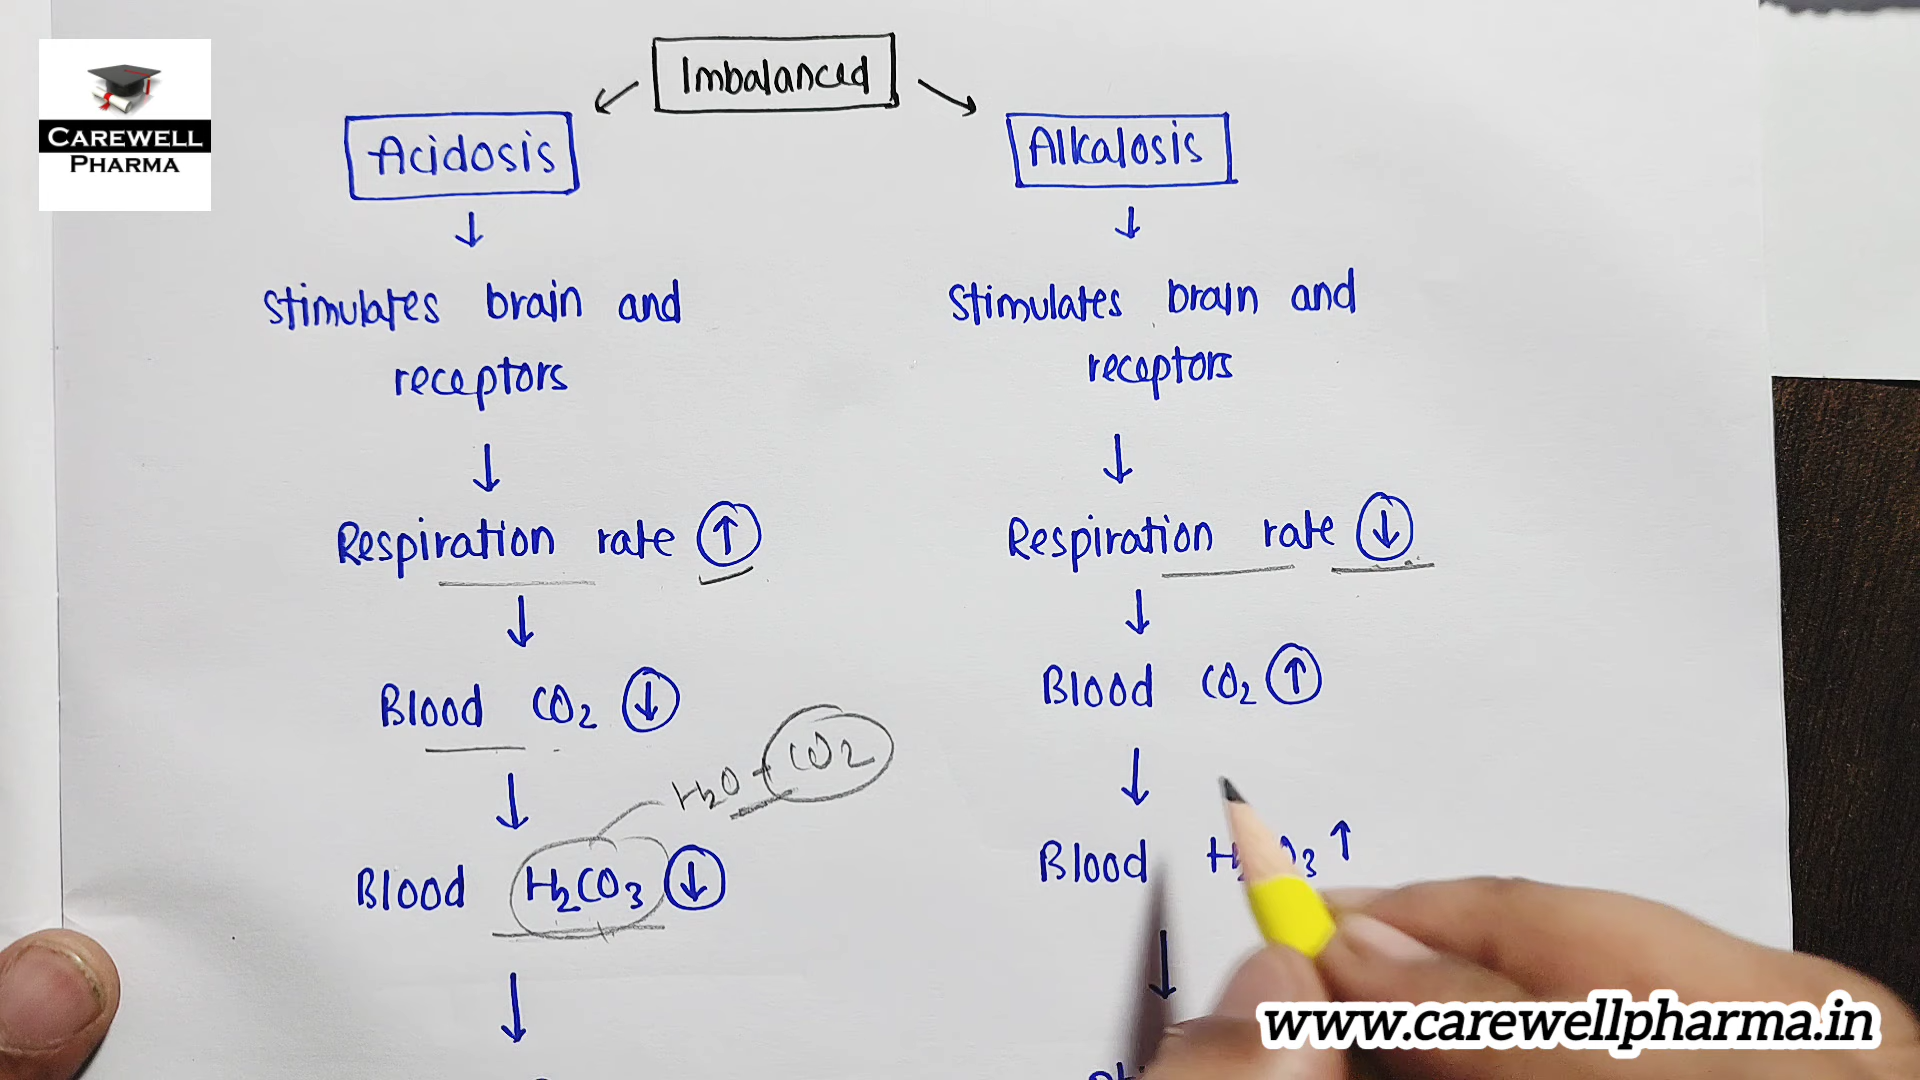 CAREWELL
PHARMA
Imbalanced
Acidosis
Stimulates brain and
receptors
Respiration rate ↑
Blood CO2 ↓
H2O + CO2
Blood H2CO3 ↓
Alkalosis
Stimulates brain and
receptors
Respiration rate ↓
Blood CO2 ↑
Blood
www.carewellpharma.in